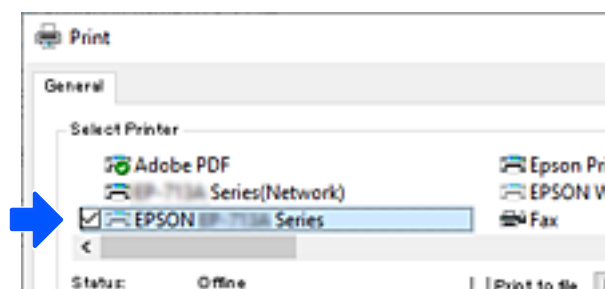 Print
General
Select Printer
Adobe PDF
Epson Pri
Series(Network)
EPSON W
EPSON Series
Fax
Status: Offline
Print to file